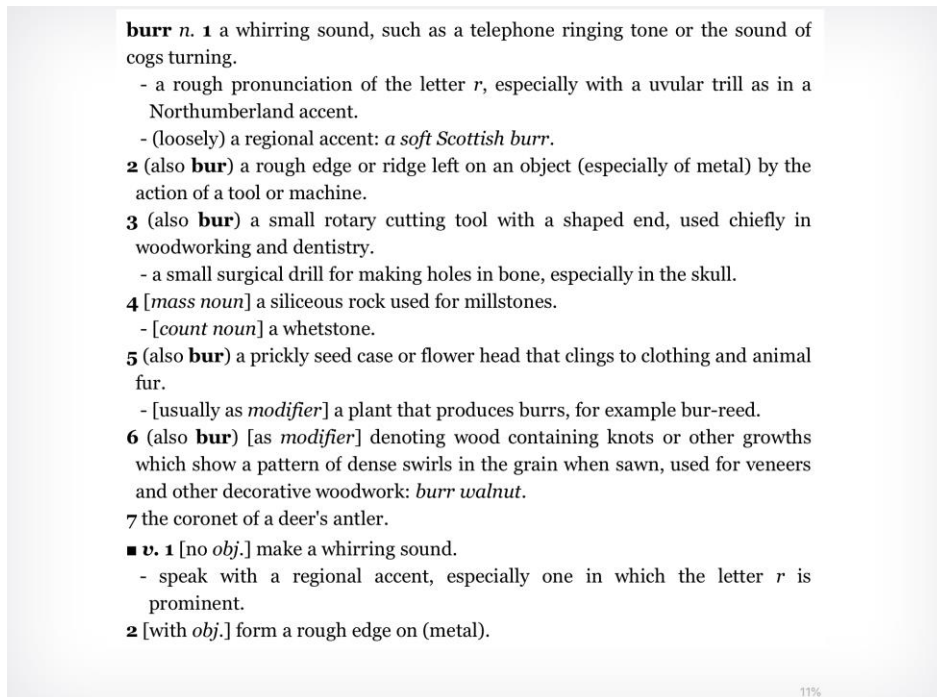 burr n. 1 a whirring sound, such as a telephone ringing tone or the sound of
cogs turning.
- a rough pronunciation of the letter r, especially with a uvular trill as in a
Northumberland accent.
- (loosely) a regional accent: a soft Scottish burr.
2 (also bur) a rough edge or ridge left on an object (especially of metal) by the
action of a tool or machine.
3 (also bur) a small rotary cutting tool with a shaped end, used chiefly in
woodworking and dentistry.
- a small surgical drill for making holes in bone, especially in the skull.
4 [mass noun] a siliceous rock used for millstones.
- [count noun] a whetstone.
5 (also bur) a prickly seed case or flower head that clings to clothing and animal
fur.
- [usually as modifier] a plant that produces burrs, for example bur-reed.
6 (also bur) [as modifier] denoting wood containing knots or other growths
which show a pattern of dense swirls in the grain when sawn, used for veneers
and other decorative woodwork: burr walnut.
7 the coronet of a deer's antler.
■ v. 1 [no obj.] make a whirring sound.
- speak with a regional accent, especially one in which the letter r is
prominent.
2 [with obj.] form a rough edge on (metal).
11%